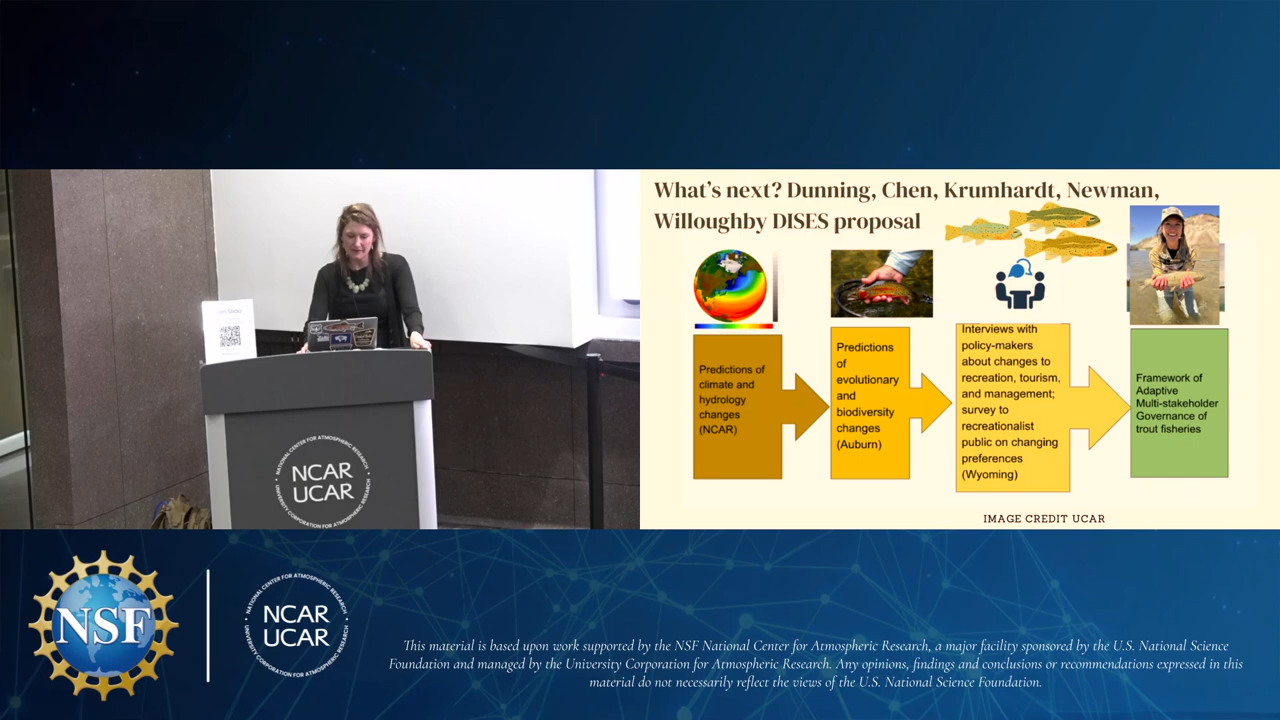 What's next? Dunning, Chen, Krumhardt, Newman,
Willoughby DISES proposal
Predictions of
climate and
hydrology
changes
(NCAR)
Predictions
of
evolutionary
and
biodiversity
changes
(Auburn)
Interviews with
policy-makers
about changes to
recreation, tourism,
and management;
survey to
recreationalist
public on changing
preferences
(Wyoming)
Framework of
Adaptive
Multi-stakeholder
Governance of
trout fisheries
IMAGE CREDIT UCAR
NATIONAL CENTER FOR ATMOSPHERIC RESEARCH
NCAR
UCAR
UNIVERSITY CORPORATION FOR ATMOSPHERIC RESEARCH
NSF
NATIONAL CENTER FOR ATMOSPHERIC RESEARCH
NCAR
UCAR
UNIVERSITY CORPORATION FOR ATMOSPHERIC RESEARCH
This material is based upon work supported by the NSF National Center for Atmospheric Research, a major facility sponsored by the U.S. National Science
Foundation and managed by the University Corporation for Atmospheric Research. Any opinions, findings and conclusions or recommendations expressed in this
material do not necessarily reflect the views of the U.S. National Science Foundation.